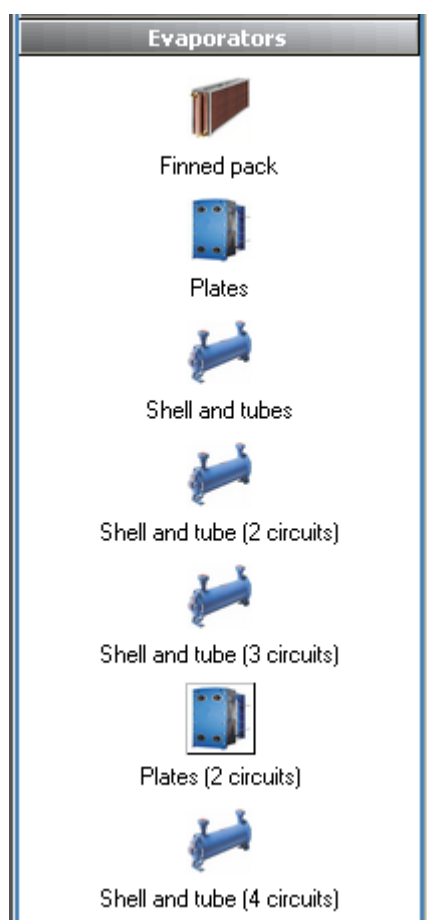 Evaporators
Finned pack
Plates
Shell and tubes
Shell and tube (2 circuits)
Shell and tube (3 circuits)
Plates (2 circuits)
Shell and tube (4 circuits)